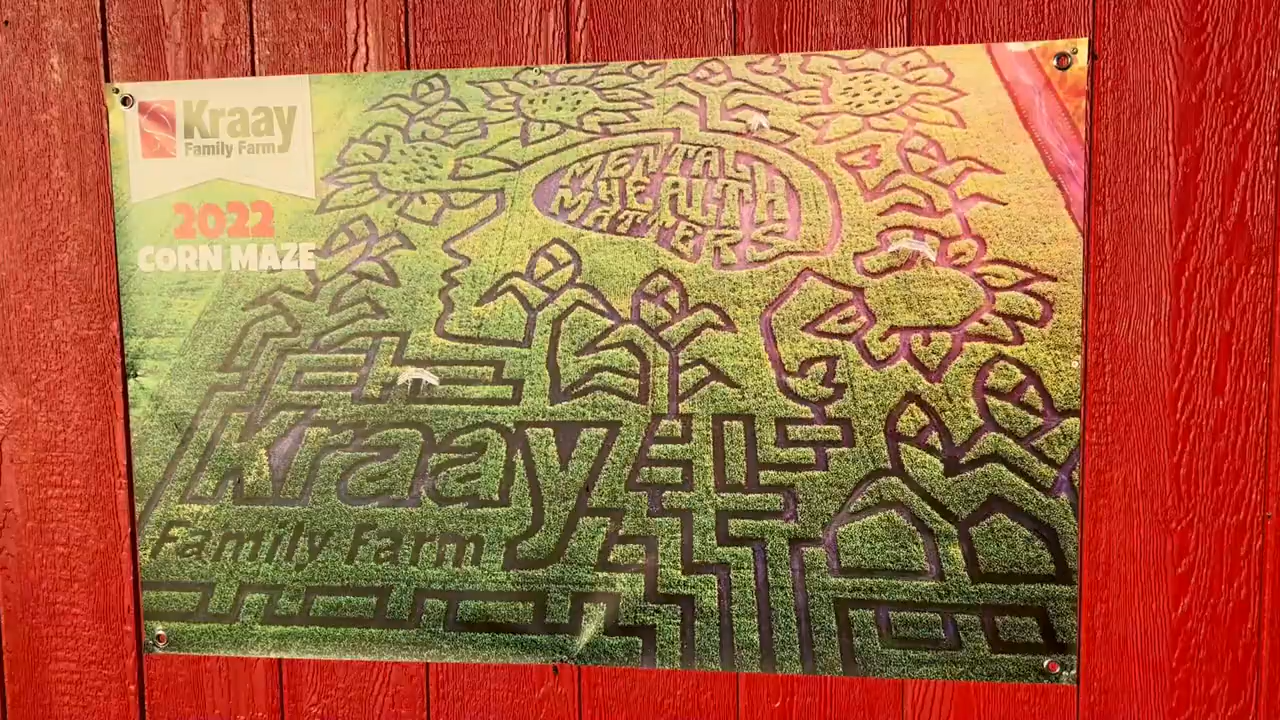 Kraay
Family Farm
2022
CORN MAZE
MENTAL
HEALTH
MATTERS
Kraay
Family Farm